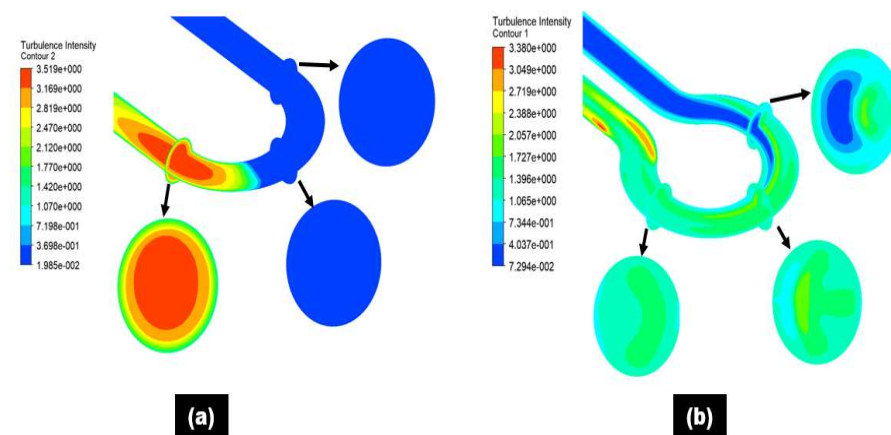 Turbulence Intensity
Contour 2
3.519e+000
3.169e+000
2.819e+000
2.470e+000
2.120e+000
1.770e+000
1.420e+000
1.070e+000
7.198e-001
3.698e-001
1.985e-002
(a)
Turbulence Intensity
Contour 1
3.380e+000
3.049e+000
2.719e+000
2.388e+000
2.057e+000
1.727e+000
1.396e+000
1.065e+000
7.344e-001
4.037e-001
7.294e-002
(b)